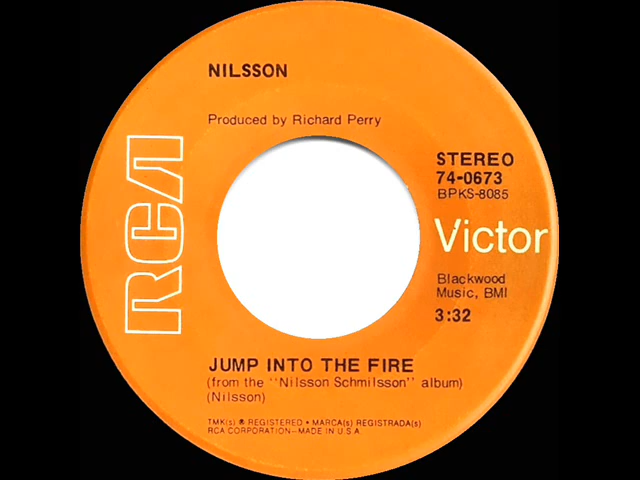 NILSSON
Produced by Richard Perry
RCA
STEREO
74-0673
BPKS-8085
Victor
Blackwood
Music, BMI
3:32
JUMP INTO THE FIRE
(from the "Nilsson Schmilsson" album)
(Nilsson)
TMK(s) ® REGISTERED • MARCA(s) REGISTRADA(s)
RCA CORPORATION—MADE IN U.S.A.